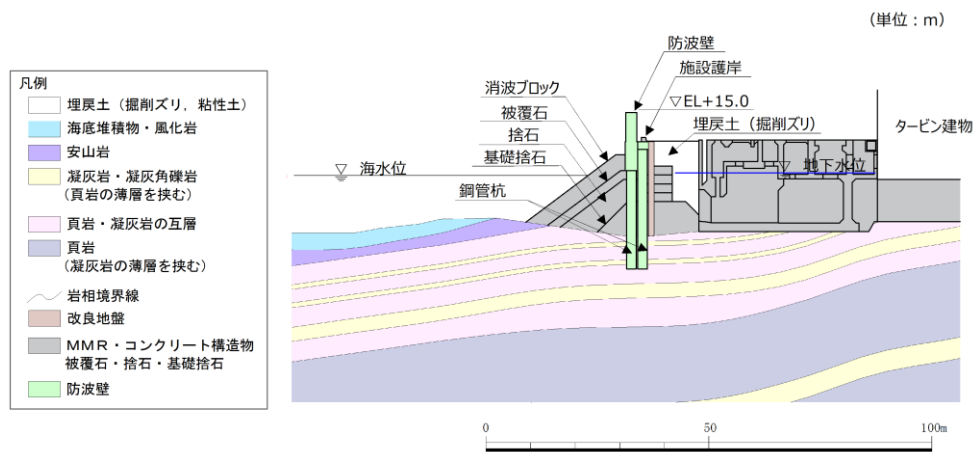 （単位：ｍ）
凡例
埋戻土（掘削ズリ，粘性土）
海底堆積物・風化岩
安山岩
凝灰岩・凝灰角礫岩
（頁岩の薄層を挟む）
頁岩・凝灰岩の互層
頁岩
（凝灰岩の薄層を挟む）
岩相境界線
改良地盤
ＭＭＲ・コンクリート構造物
被覆石・捨石・基礎捨石
防波壁
防波壁
施設護岸
消波ブロック
▽EL+15.0
被覆石
埋戻土（掘削ズリ）
タービン建物
捨石
基礎捨石
▽ 海水位
▽ 地下水位
鋼管杭
0 50 100m